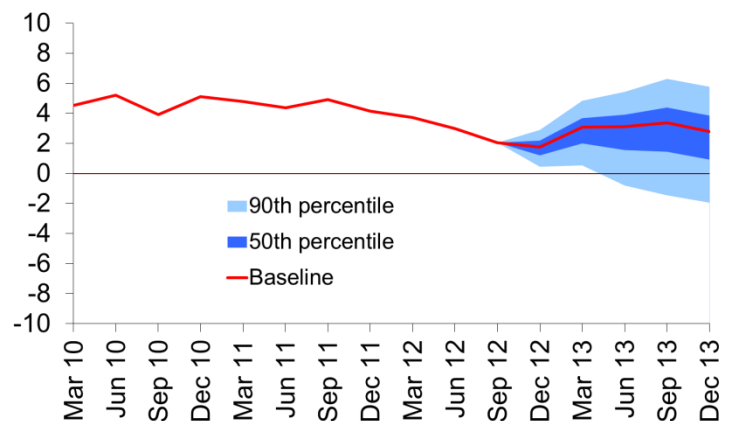 10
8
6
4
2
0
-2
-4
-6
-8
-10
90th percentile
50th percentile
Baseline
Mar 10
Jun 10
Sep 10
Dec 10
Mar 11
Jun 11
Sep 11
Dec 11
Mar 12
Jun 12
Sep 12
Dec 12
Mar 13
Jun 13
Sep 13
Dec 13